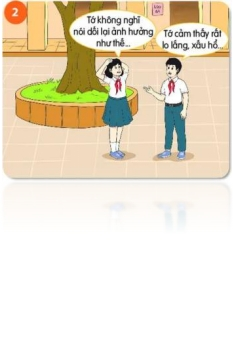 2
Tớ không nghĩ
nói dối lại ảnh hưởng
như thế...
Tớ cảm thấy rất
lo lắng, xấu hổ...